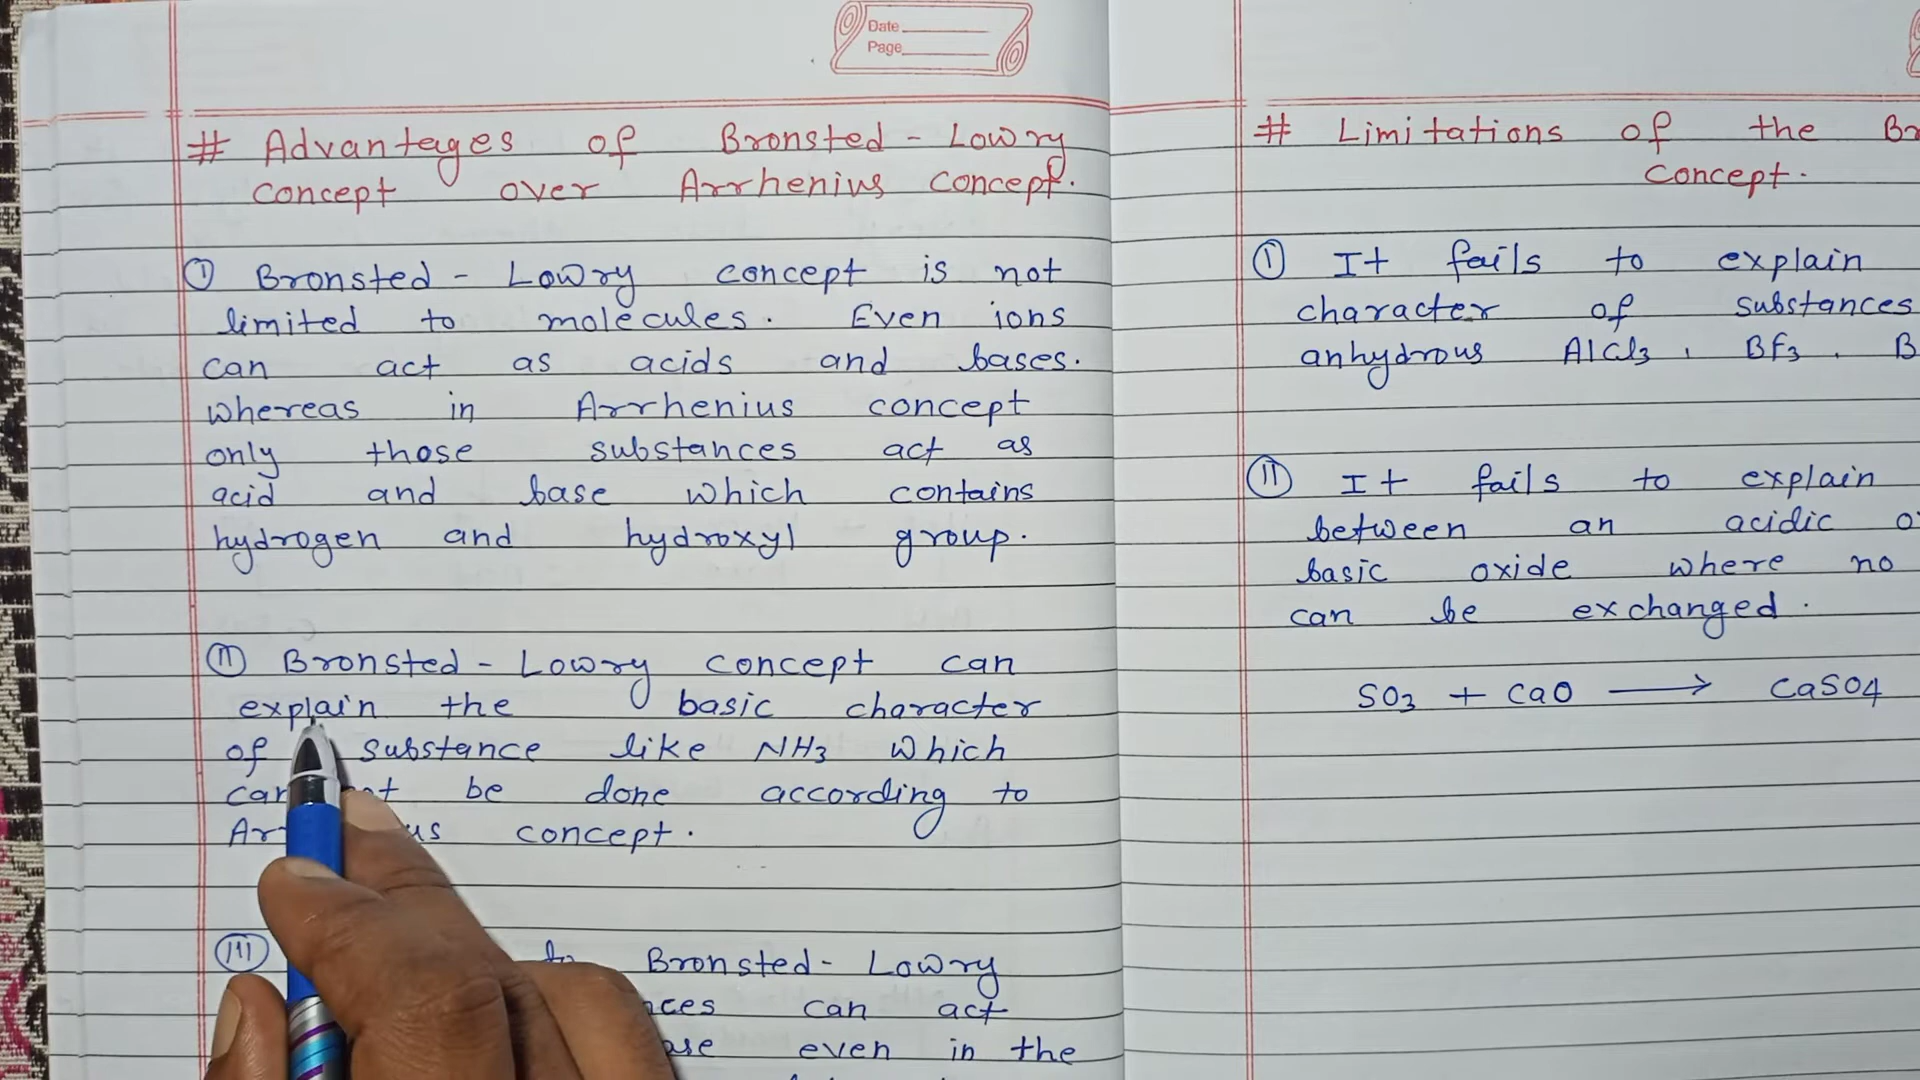 Date
Page
# Advantages of Bronsted - Lowry
concept over Arrhenius concept.
(I) Bronsted - Lowry concept is not
limited to molecules. Even ions
can act as acids and bases.
whereas in Arrhenius concept
only those substances act as
acid and base which contains
hydrogen and hydroxyl group.
(II) Bronsted - Lowry concept can
explain the basic character
of substance like NH3 which
be done according to
concept.
(III) to Bronsted - Lowry
can act
even in the
# Limitations of the
Concept.
(I) It fails to explain
character of substances
anhydrous AlCl3, BF3, B
(II) It fails to explain
between an acidic
basic oxide where no
can be exchanged.
SO3 + CaO → CaSO4